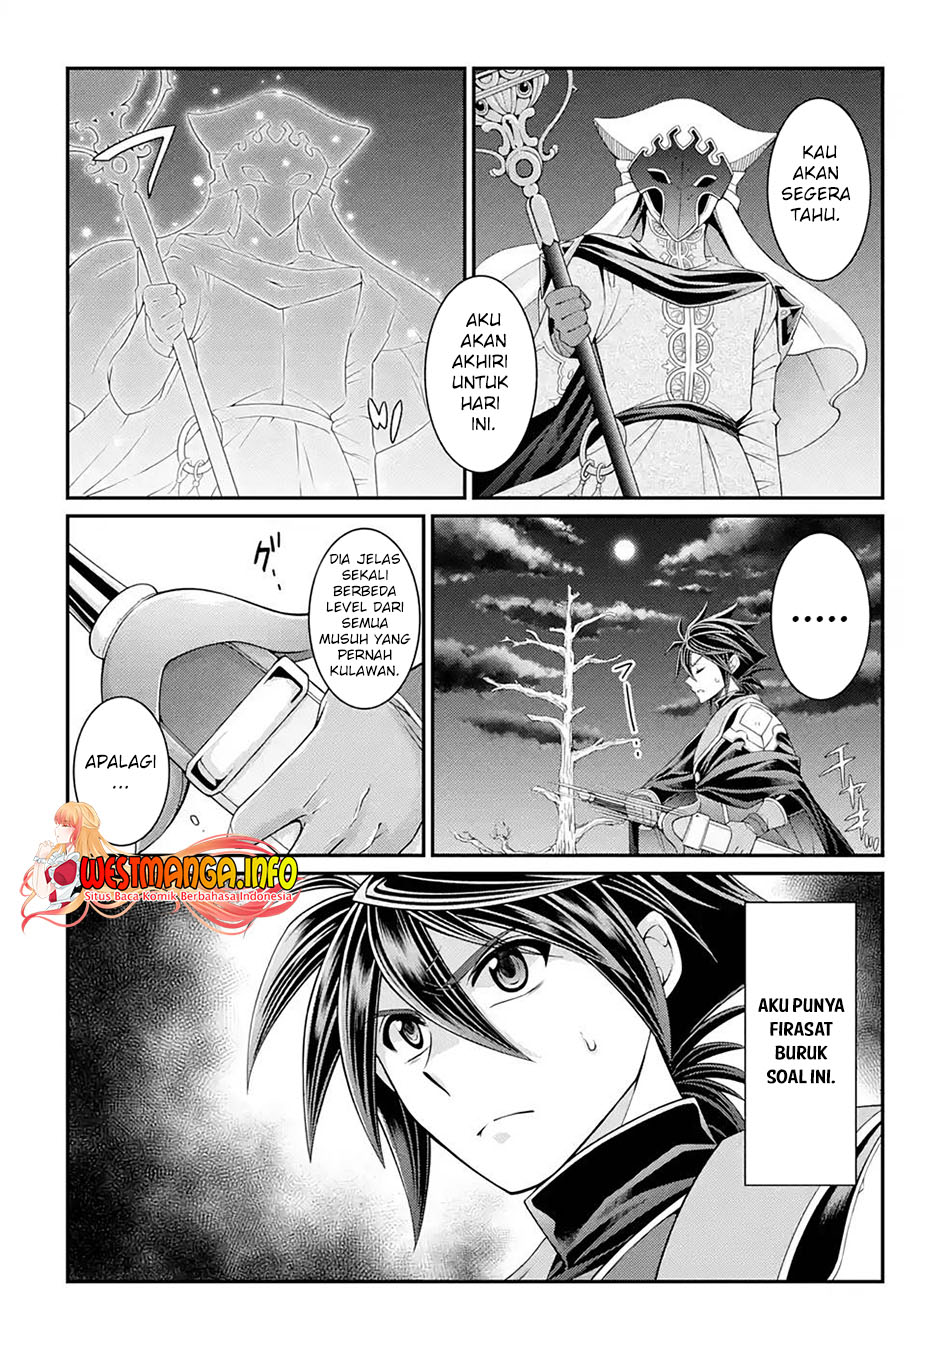 KAU
AKAN
SEGERA
TAHU.
AKU
AKAN
AKHIRI
UNTUK
HARI
INI.
.....
DIA JELAS
SEKALI
BERBEDA
LEVEL DARI
SEMUA
MUSUH YANG
PERNAH
KULAWAN.
APALAGI
...
WESTMANGA.INFO
Situs Baca Komik Berbahasa Indonesia
AKU PUNYA
FIRASAT
BURUK
SOAL INI.